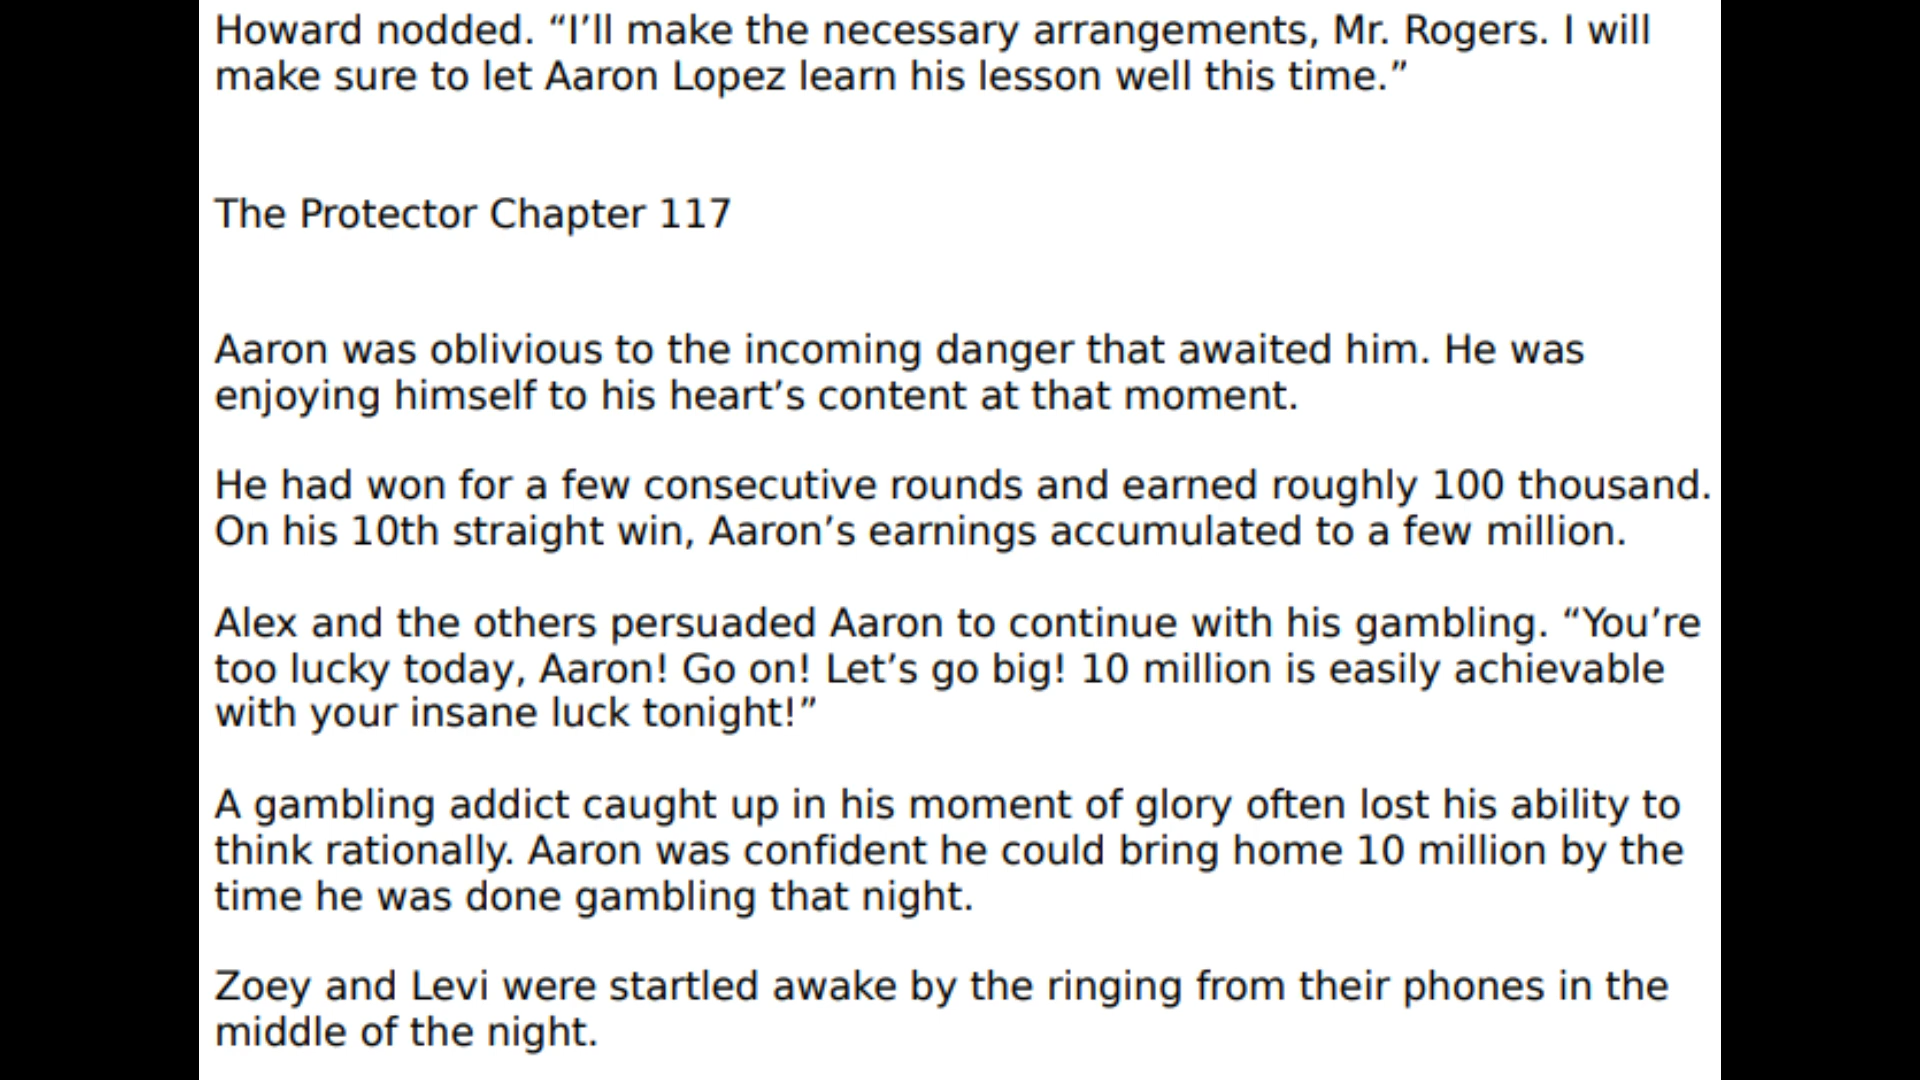 Howard nodded. “I’ll make the necessary arrangements, Mr. Rogers. I will
make sure to let Aaron Lopez learn his lesson well this time.”
The Protector Chapter 117
Aaron was oblivious to the incoming danger that awaited him. He was
enjoying himself to his heart’s content at that moment.
He had won for a few consecutive rounds and earned roughly 100 thousand.
On his 10th straight win, Aaron’s earnings accumulated to a few million.
Alex and the others persuaded Aaron to continue with his gambling. “You’re
too lucky today, Aaron! Go on! Let’s go big! 10 million is easily achievable
with your insane luck tonight!”
A gambling addict caught up in his moment of glory often lost his ability to
think rationally. Aaron was confident he could bring home 10 million by the
time he was done gambling that night.
Zoey and Levi were startled awake by the ringing from their phones in the
middle of the night.